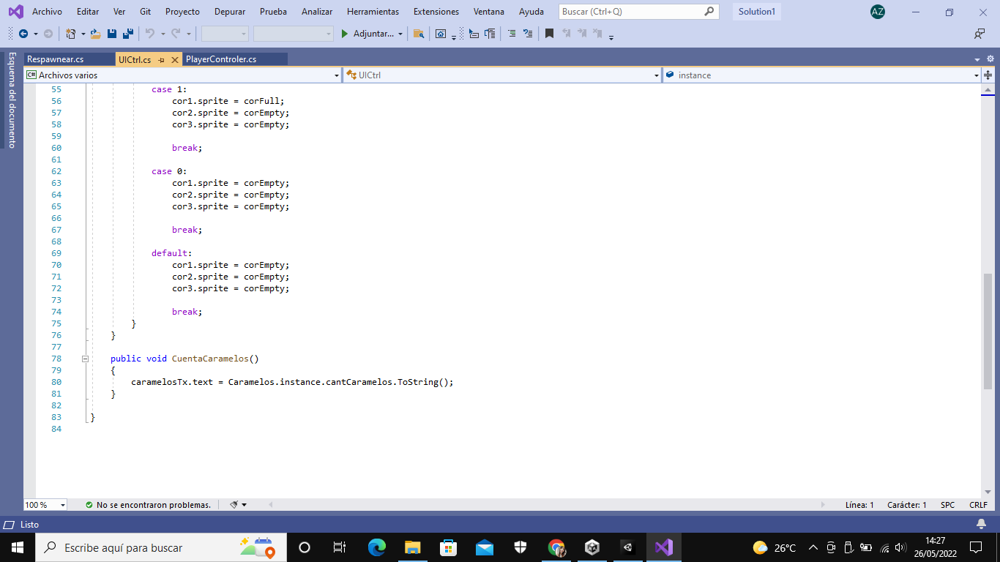 Archivo Editar Ver Git Proyecto Depurar Prueba Analizar Herramientas Extensiones Ventana Ayuda Buscar (Ctrl+Q) Solution1 AZ
Adjuntar...
Esquema del documento
Respawnear.cs UICtrl.cs PlayerControler.cs
C# Archivos varios UICtrl instance
55 case 1:
56 cor1.sprite = corFull;
57 cor2.sprite = corEmpty;
58 cor3.sprite = corEmpty;
59
60 break;
61
62 case 0:
63 cor1.sprite = corEmpty;
64 cor2.sprite = corEmpty;
65 cor3.sprite = corEmpty;
66
67 break;
68
69 default:
70 cor1.sprite = corEmpty;
71 cor2.sprite = corEmpty;
72 cor3.sprite = corEmpty;
73
74 break;
75 }
76 }
77
78 public void CuentaCaramelos()
79 {
80 caramelosTx.text = Caramelos.instance.cantCaramelos.ToString();
81 }
82
83 }
84
100 % No se encontraron problemas. Línea: 1 Carácter: 1 SPC CRLF
Listo
Escribe aquí para buscar 26°C 14:27
26/05/2022